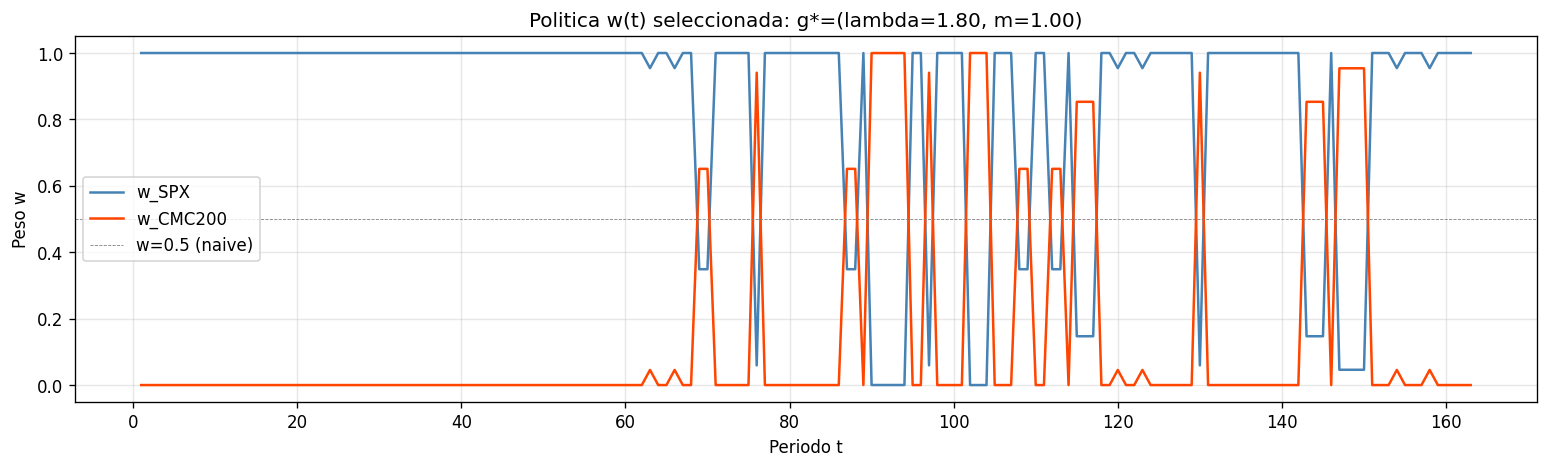 Politica w(t) seleccionada: g*=(lambda=1.80, m=1.00)
Peso w
1.0
0.8
0.6
0.4
0.2
0.0
w_SPX
w_CMC200
w=0.5 (naive)
0 20 40 60 80 100 120 140 160
Periodo t